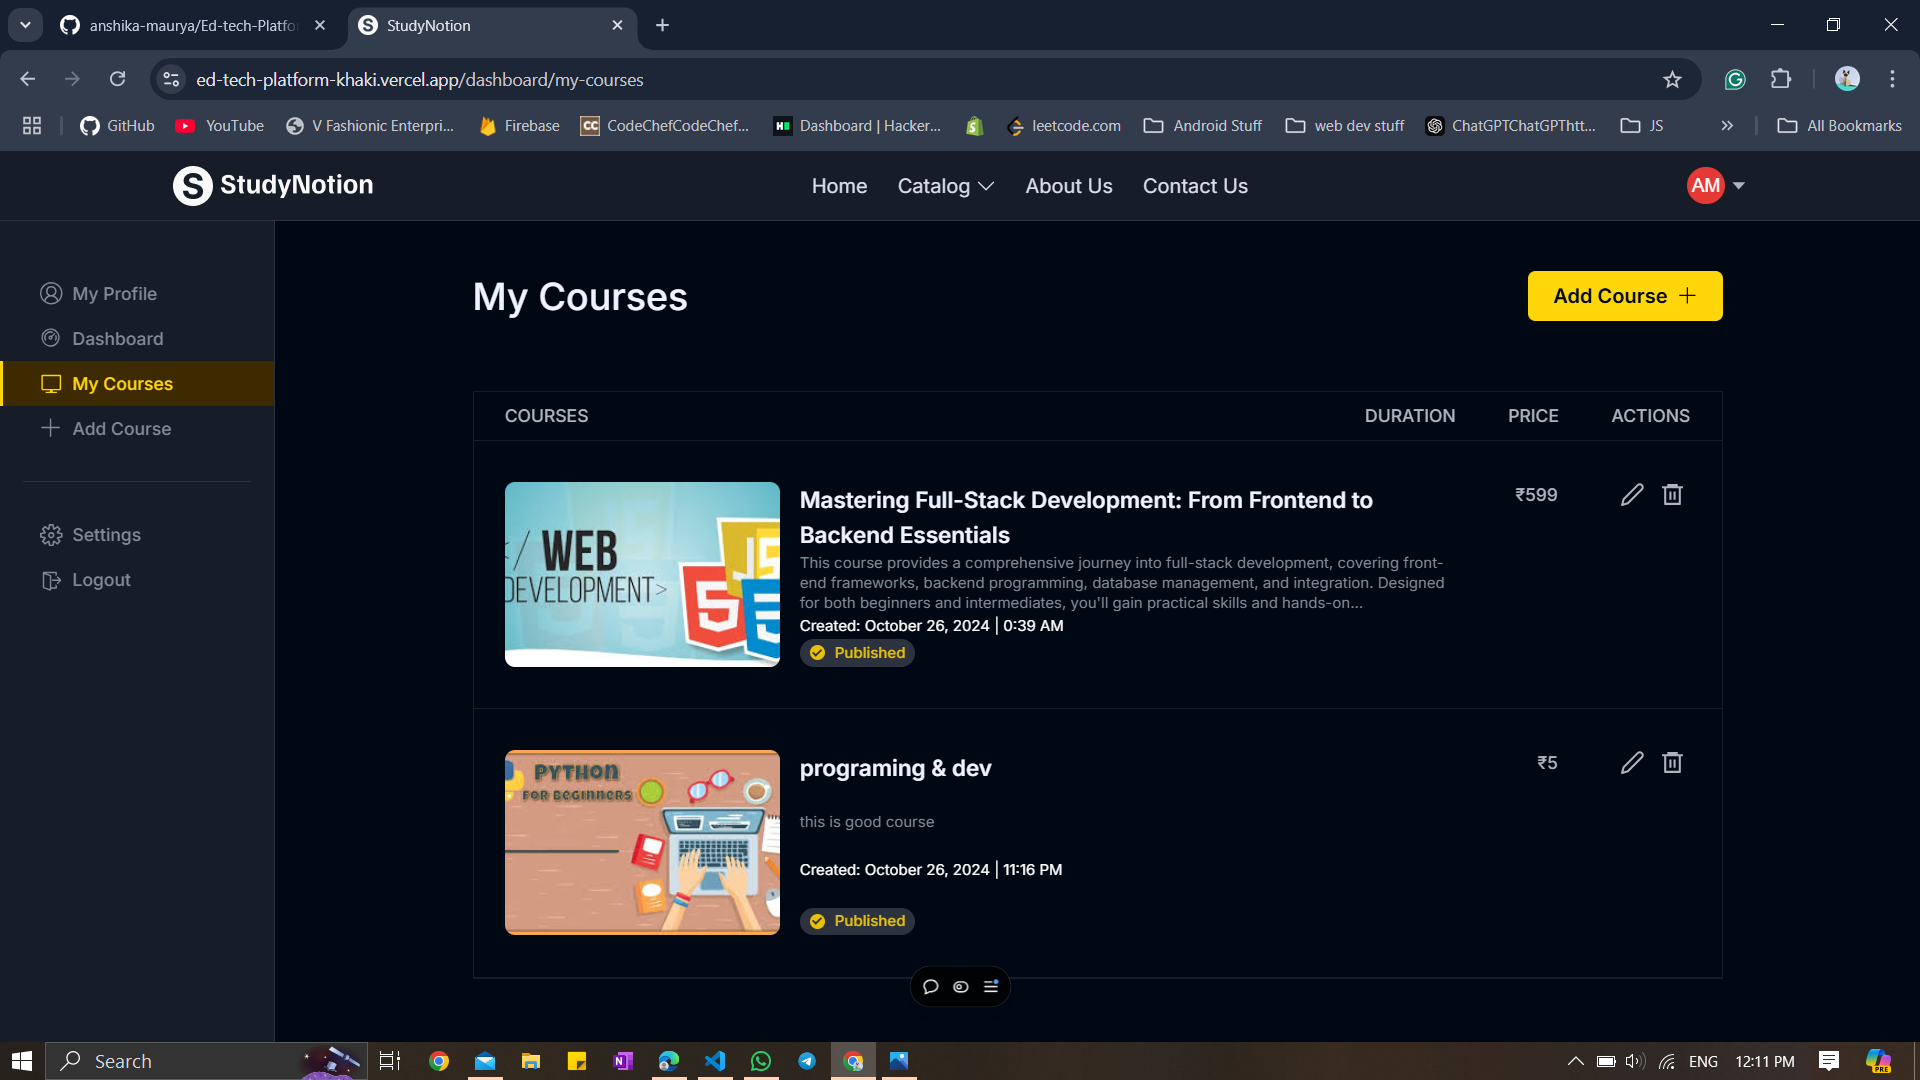 anshika-maurya/Ed-tech-Platfo
StudyNotion
ed-tech-platform-khaki.vercel.app/dashboard/my-courses
GitHub
YouTube
V Fashionic Enterpri...
Firebase
CC
CodeChefCodeChef...
H
Dashboard | Hacker...
leetcode.com
Android Stuff
web dev stuff
ChatGPTChatGPThtt...
JS
All Bookmarks
S StudyNotion
Home
Catalog
About Us
Contact Us
AM
My Profile
Dashboard
My Courses
Add Course
Settings
Logout
My Courses
Add Course
COURSES
DURATION
PRICE
ACTIONS
</ WEB
DEVELOPMENT>
JS
5
Mastering Full-Stack Development: From Frontend to
Backend Essentials
This course provides a comprehensive journey into full-stack development, covering front-
end frameworks, backend programming, database management, and integration. Designed
for both beginners and intermediates, you'll gain practical skills and hands-on...
Created: October 26, 2024 | 0:39 AM
Published
₹599
PYTHON
FOR BEGINNERS
programing & dev
this is good course
Created: October 26, 2024 | 11:16 PM
Published
₹5
Search
ENG
12:11 PM
PRE